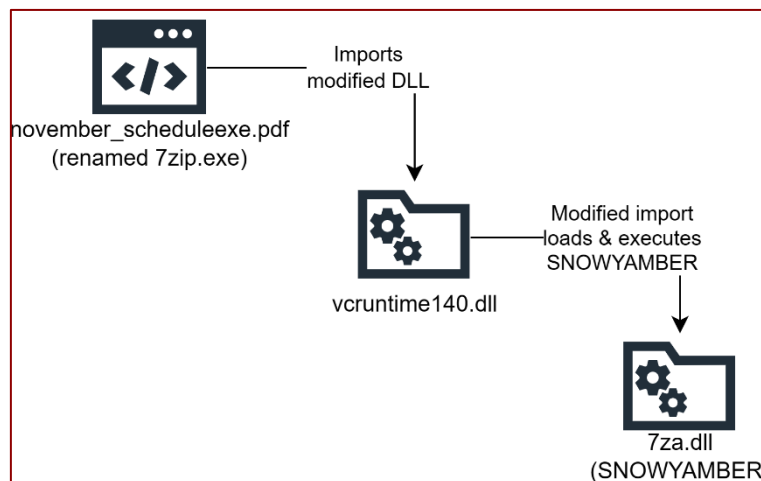 </>
Imports
modified DLL
november_scheduleexe.pdf
(renamed 7zip.exe)
Modified import
loads & executes
SNOWYAMBER
vcruntime140.dll
7za.dll
(SNOWYAMBER